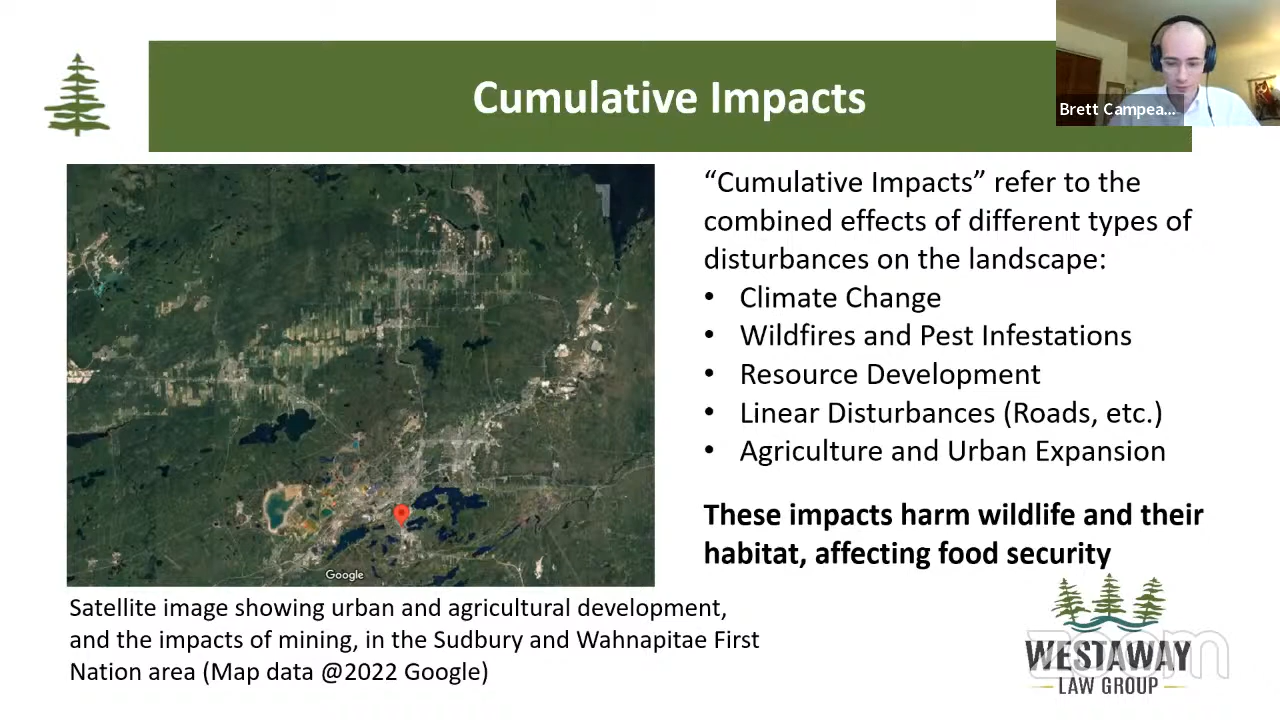 Cumulative Impacts
Brett Campea...
“Cumulative Impacts” refer to the
combined effects of different types of
disturbances on the landscape:
• Climate Change
• Wildfires and Pest Infestations
• Resource Development
• Linear Disturbances (Roads, etc.)
• Agriculture and Urban Expansion
These impacts harm wildlife and their
habitat, affecting food security
Google
Satellite image showing urban and agricultural development,
and the impacts of mining, in the Sudbury and Wahnapitae First
Nation area (Map data @2022 Google)
zoom
WESTAWAY
LAW GROUP